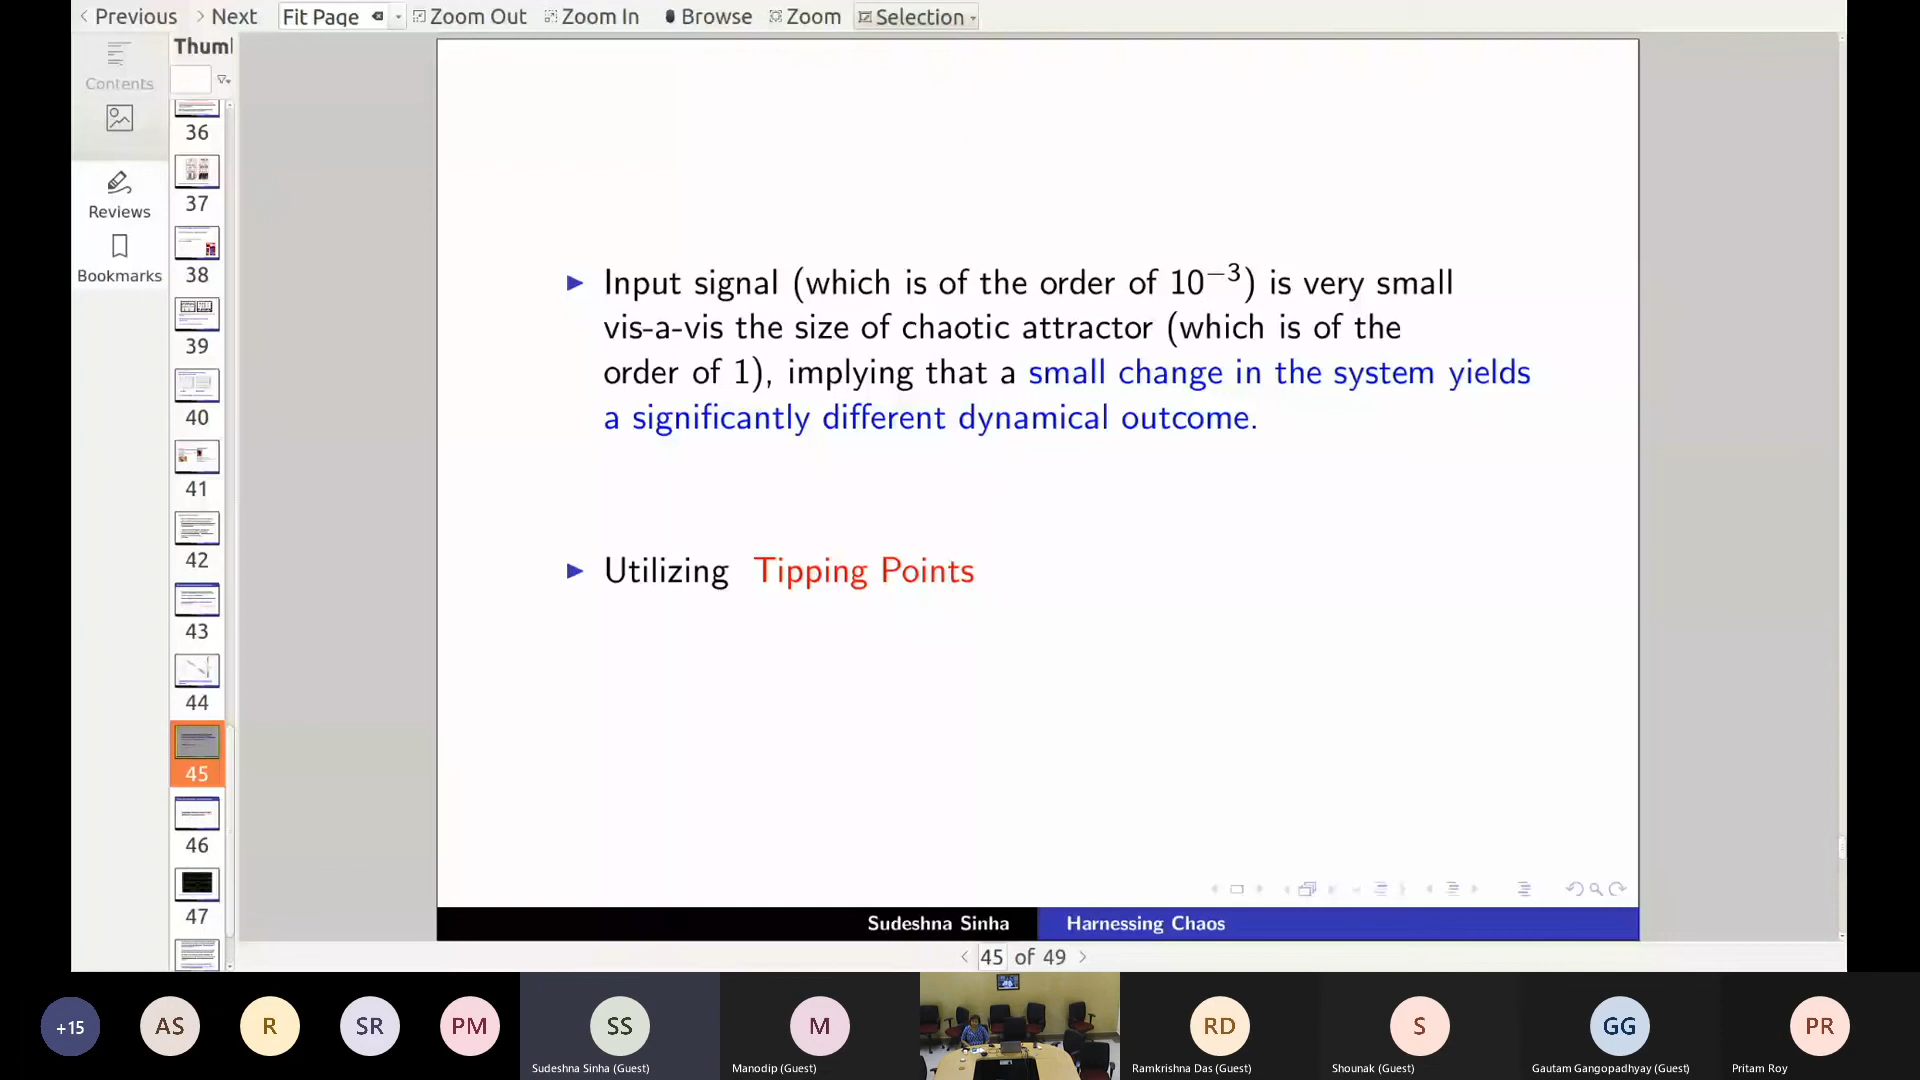 Previous
Next
Fit Page
Zoom Out
Zoom In
Browse
Zoom
Selection
Contents
Reviews
Bookmarks
36
37
38
39
40
41
42
43
44
45
46
47
Input signal (which is of the order of 10⁻³) is very small
vis-a-vis the size of chaotic attractor (which is of the
order of 1), implying that a small change in the system yields
a significantly different dynamical outcome.
Utilizing Tipping Points
Sudeshna Sinha
Harnessing Chaos
45 of 49
+15
AS
R
SR
PM
SS
Sudeshna Sinha (Guest)
M
Manodip (Guest)
RD
Ramkrishna Das (Guest)
S
Shounak (Guest)
GG
Gautam Gangopadhyay (Guest)
PR
Pritam Roy